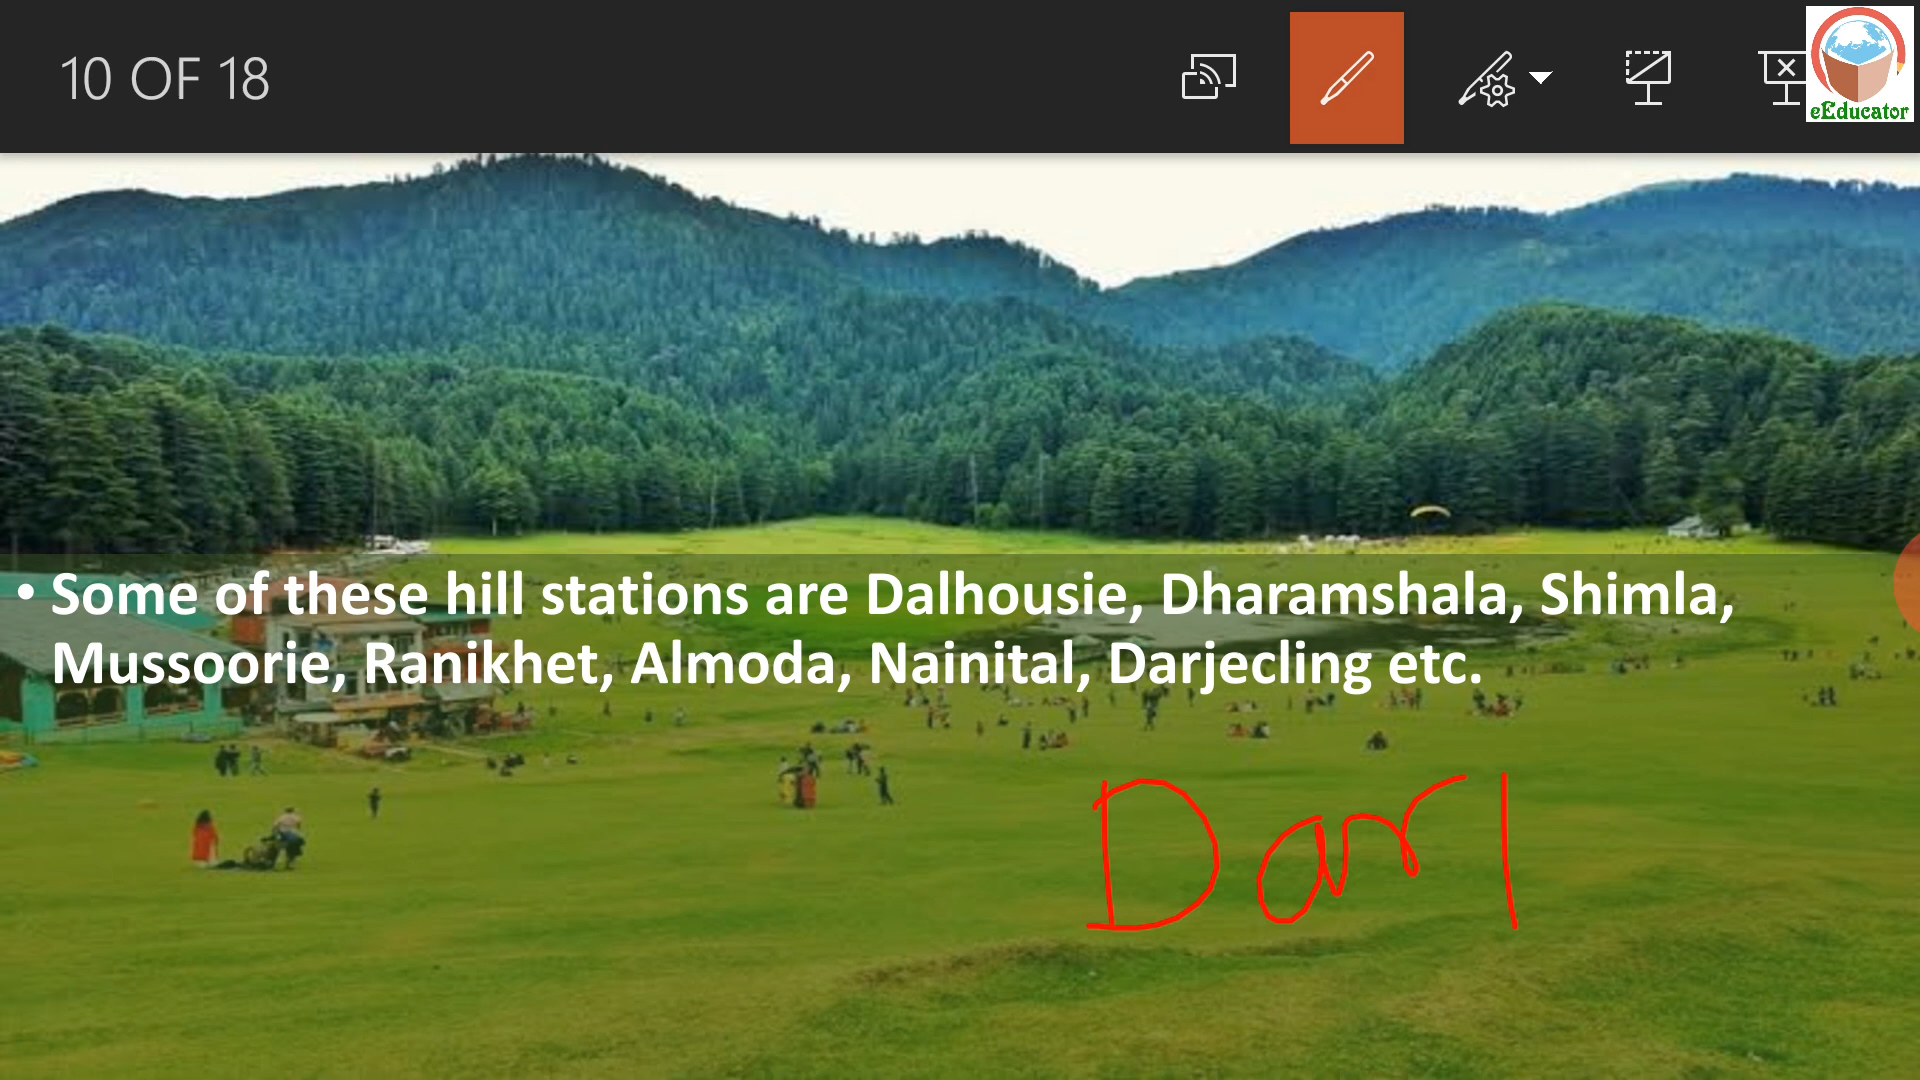 10 OF 18
eEducator
• Some of these hill stations are Dalhousie, Dharamshala, Shimla,
Mussoorie, Ranikhet, Almoda, Nainital, Darjecling etc.
Darl